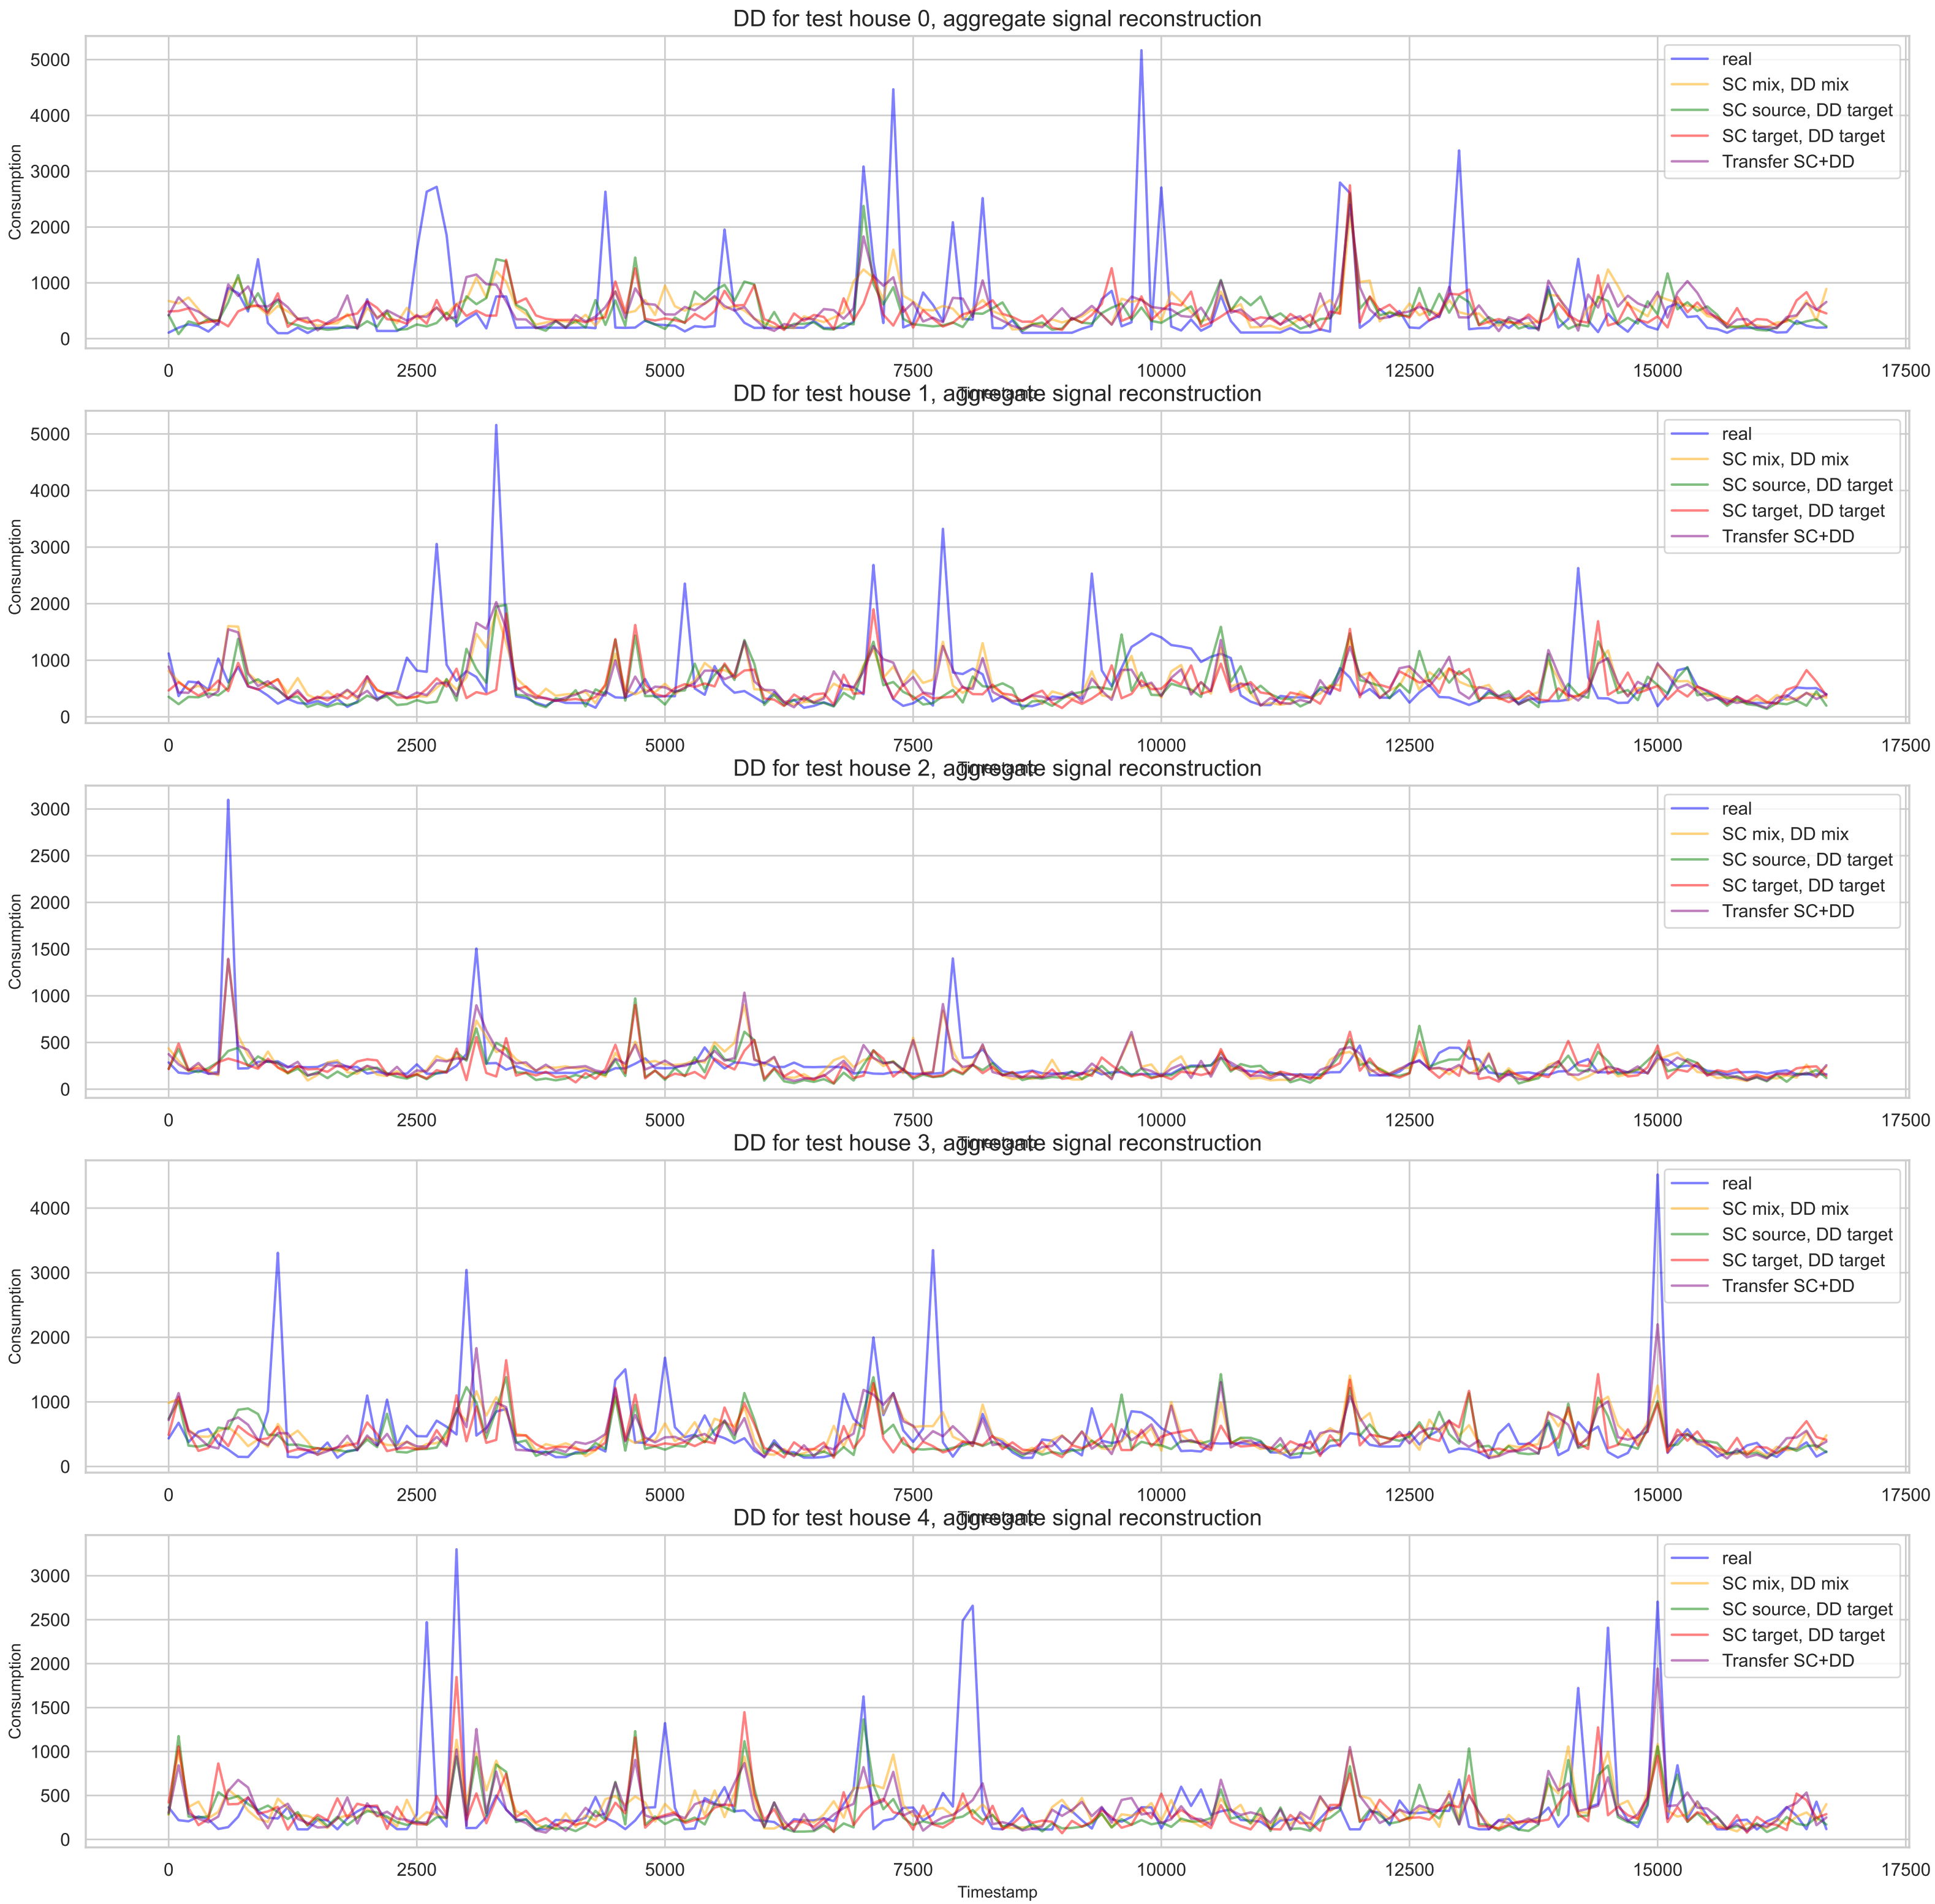 DD for test house 0, aggregate signal reconstruction
5000
4000
3000
2000
1000
0
Consumption
real
SC mix, DD mix
SC source, DD target
SC target, DD target
Transfer SC+DD
0 2500 5000 7500 10000 12500 15000 17500
Timestamp
DD for test house 1, aggregate signal reconstruction
5000
4000
3000
2000
1000
0
Consumption
real
SC mix, DD mix
SC source, DD target
SC target, DD target
Transfer SC+DD
0 2500 5000 7500 10000 12500 15000 17500
Timestamp
DD for test house 2, aggregate signal reconstruction
3000
2500
2000
1500
1000
500
0
Consumption
real
SC mix, DD mix
SC source, DD target
SC target, DD target
Transfer SC+DD
0 2500 5000 7500 10000 12500 15000 17500
Timestamp
DD for test house 3, aggregate signal reconstruction
4000
3000
2000
1000
0
Consumption
real
SC mix, DD mix
SC source, DD target
SC target, DD target
Transfer SC+DD
0 2500 5000 7500 10000 12500 15000 17500
Timestamp
DD for test house 4, aggregate signal reconstruction
3000
2500
2000
1500
1000
500
0
Consumption
real
SC mix, DD mix
SC source, DD target
SC target, DD target
Transfer SC+DD
0 2500 5000 7500 10000 12500 15000 17500
Timestamp